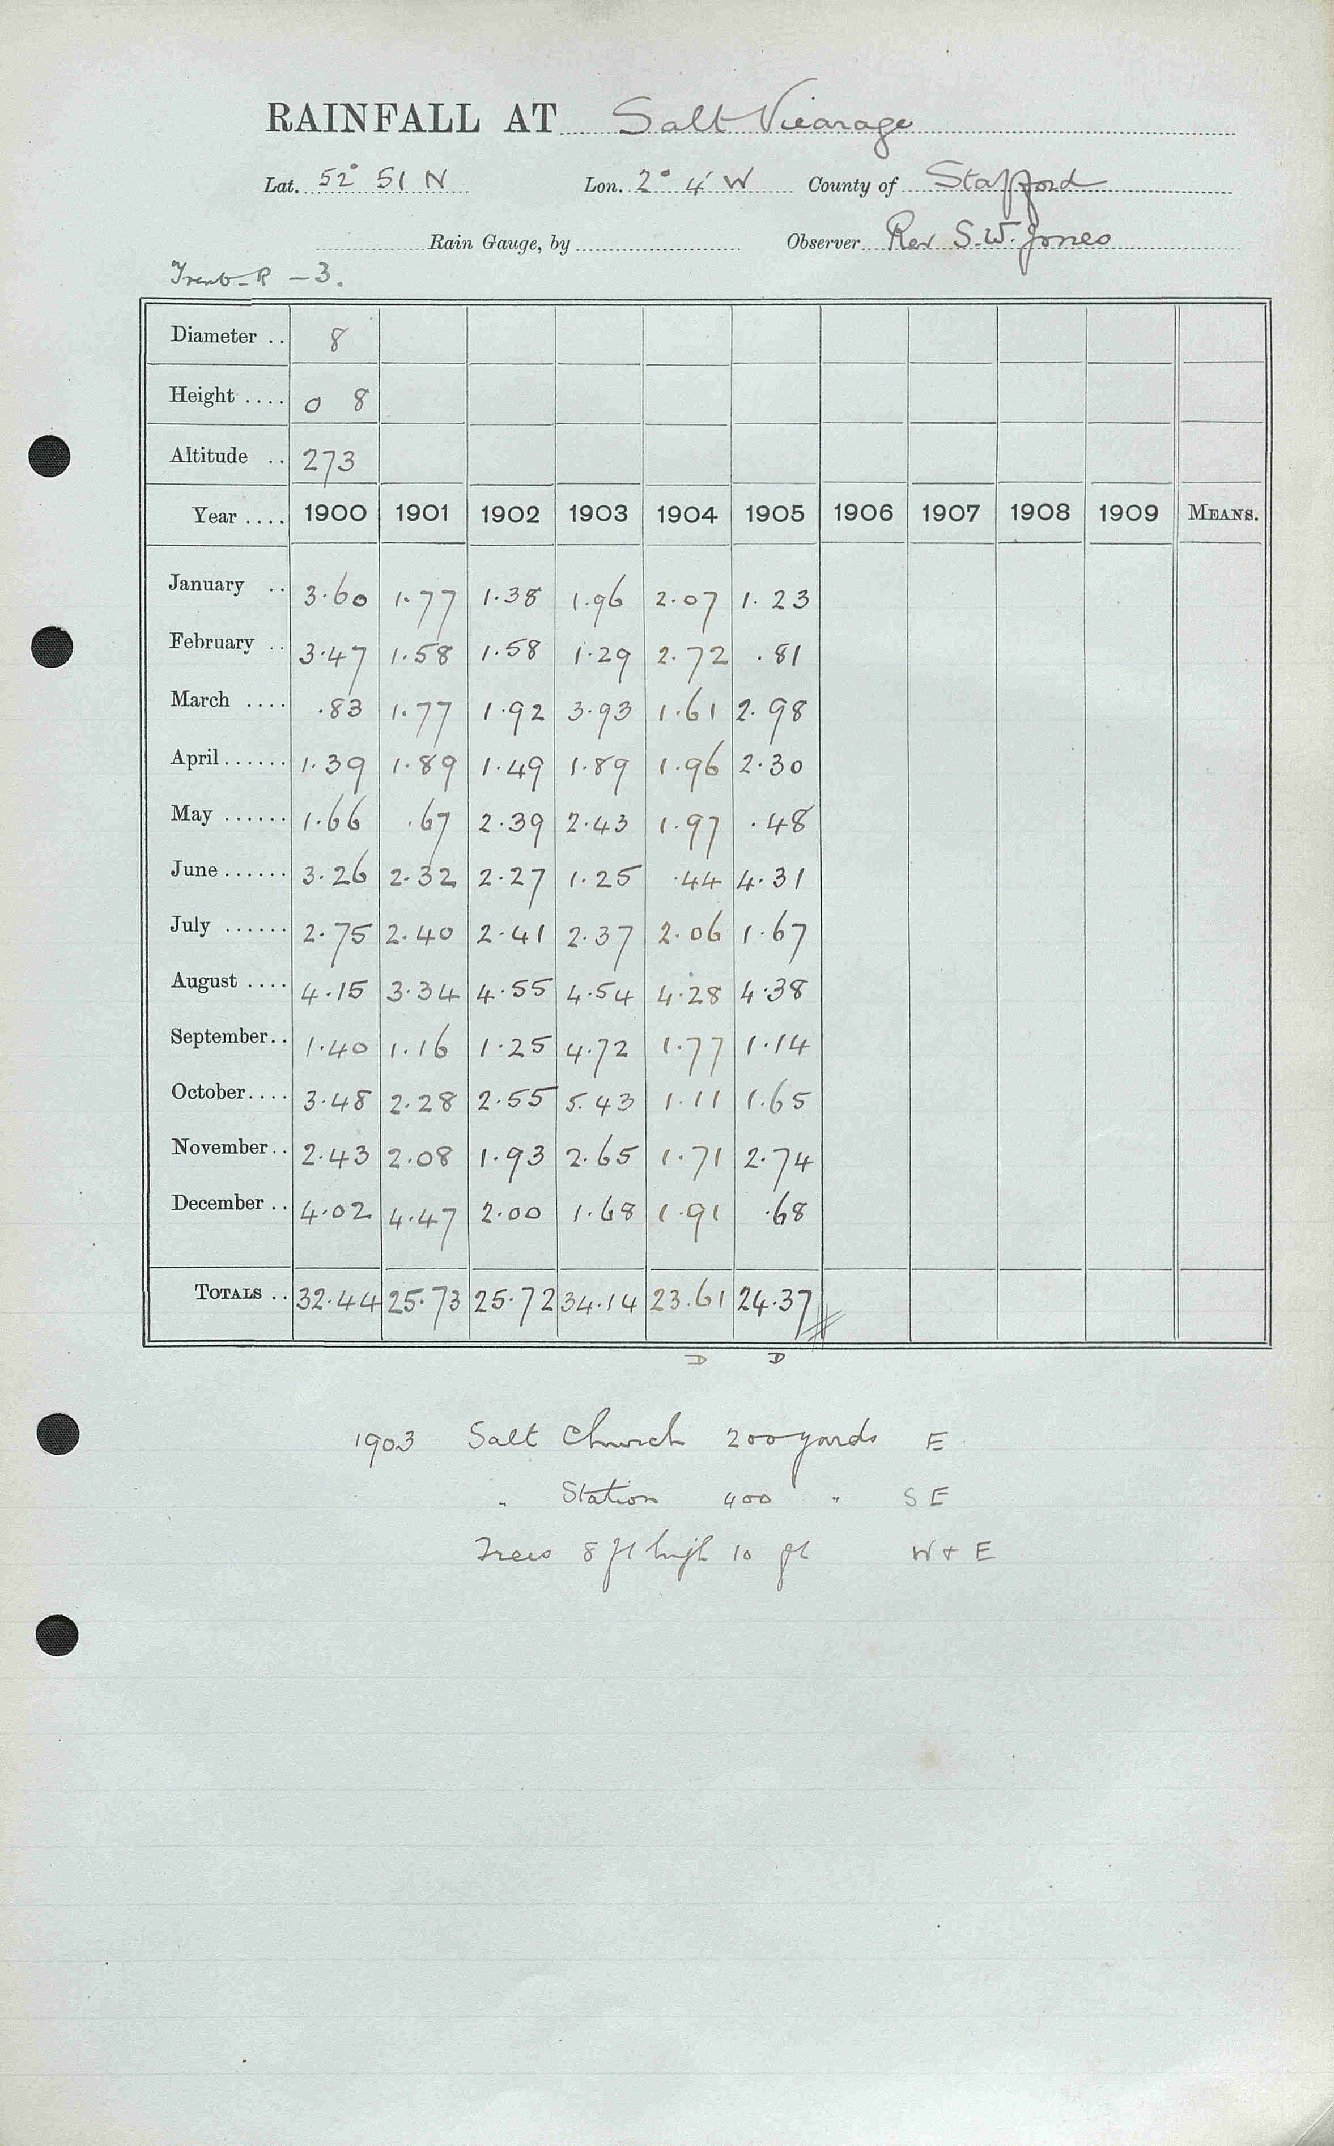 RAINFALL AT Salt Vicarage
Lat. 52° 51 N Lon. 2° 4' W County of Stafford
Rain Gauge, by Observer Rev S.W. Jones
Trent-R - 3.
Diameter .. 8
Height .... 0 8
Altitude .. 273
Year .... 1900 1901 1902 1903 1904 1905 1906 1907 1908 1909 MEANS.
January .. 3.60 1.77 1.38 1.96 2.07 1.23
February .. 3.47 1.58 1.58 1.29 2.72 .81
March .... .83 1.77 1.92 3.93 1.61 2.98
April ...... 1.39 1.89 1.49 1.89 1.96 2.30
May ...... 1.66 .67 2.39 2.43 1.97 .48
June ...... 3.26 2.32 2.27 1.25 .44 4.31
July ...... 2.75 2.40 2.41 2.37 2.06 1.67
August .... 4.15 3.34 4.55 4.54 4.28 4.38
September .. 1.40 1.16 1.25 4.72 1.77 1.14
October .... 3.48 2.28 2.55 5.43 1.11 1.65
November .. 2.43 2.08 1.93 2.65 1.71 2.74
December .. 4.02 4.47 2.00 1.68 1.91 .68
TOTALS .. 32.44 25.73 25.72 34.14 23.61 24.37
D D
1903 Salt Church 200 yards E
" Station 400 " S E
Trees 8 ft high 10 ft W + E